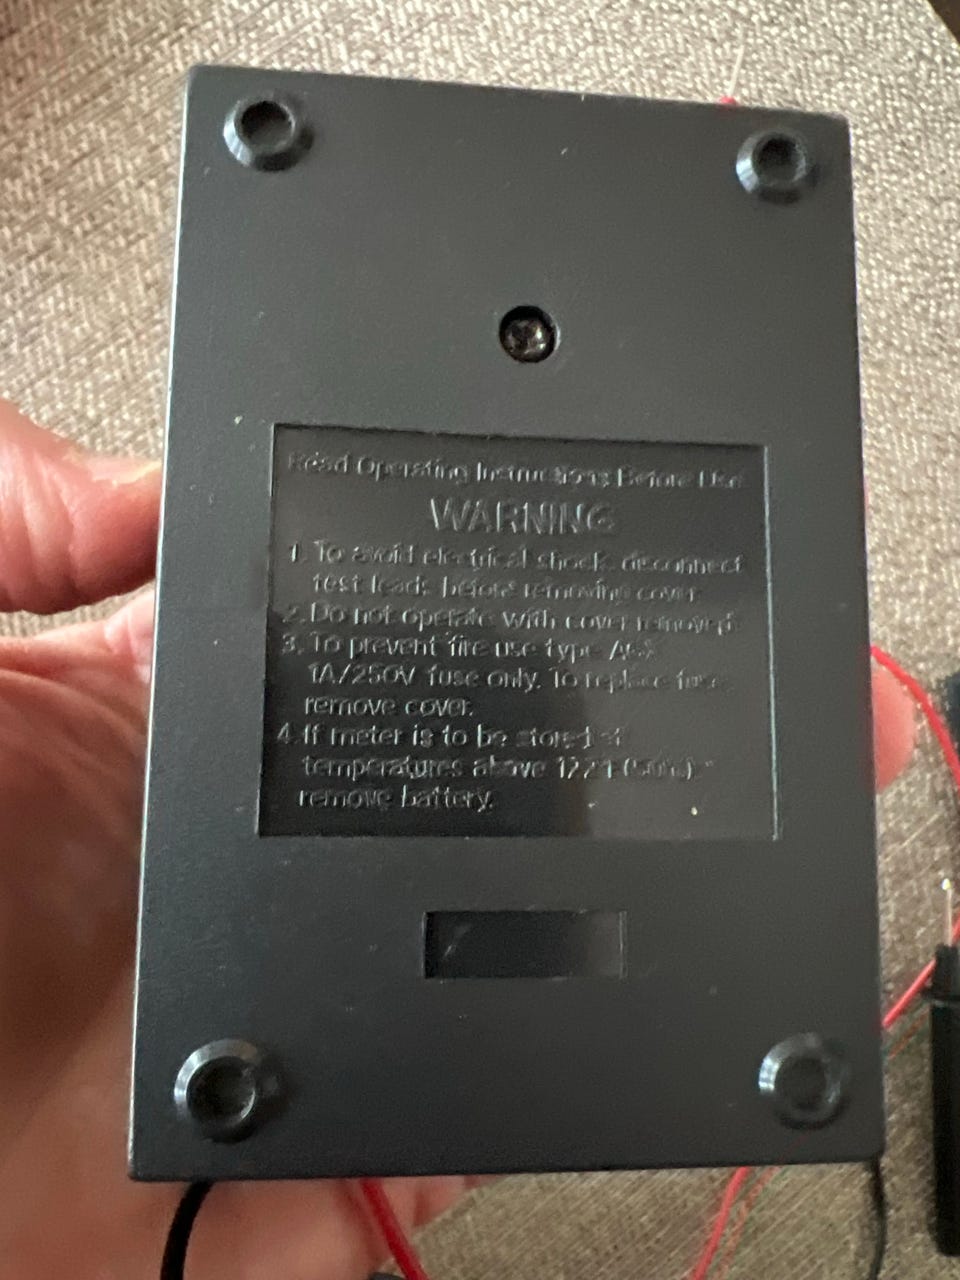 Read Operating Instructions Before Use
WARNING
1. To avoid electrical shock, disconnect
test leads before removing cover.
2. Do not operate with cover removed.
3. To prevent fire use type
1A/250V fuse only. To replace fuse
remove cover.
4. If meter is to be stored at
temperatures above
remove battery.